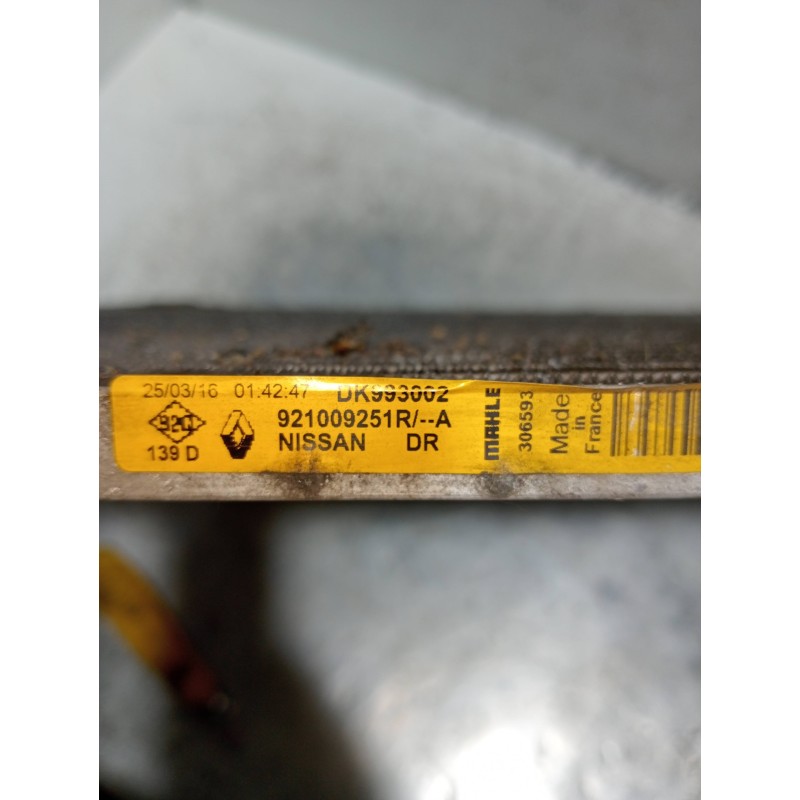 25/03/16 01:42:47 DK993002
921009251R/--A
139 D NISSAN DR
MAHLE
306593
Made
in
France